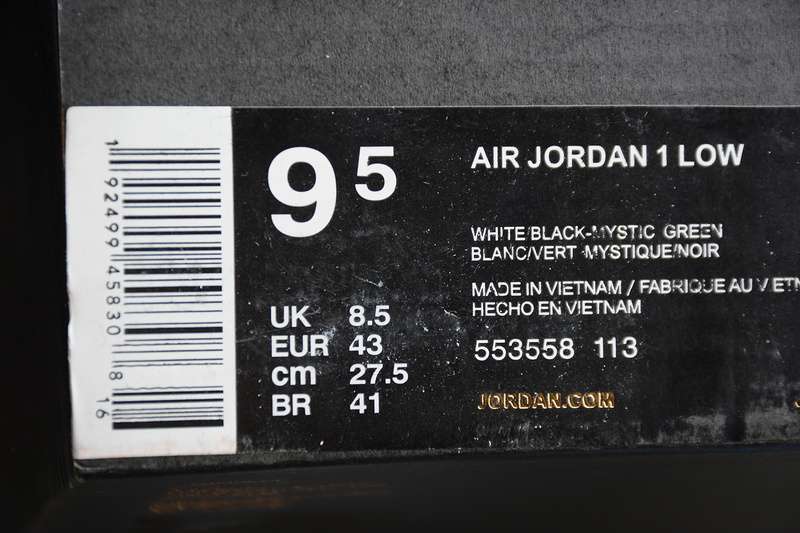 1 92499 45830 8
16
9 5
UK 8.5
EUR 43
cm 27.5
BR 41
AIR JORDAN 1 LOW
WHITE/BLACK-MYSTIC GREEN
BLANC/VERT MYSTIQUE/NOIR
MADE IN VIETNAM / FABRIQUE AU VIETN
HECHO EN VIETNAM
553558 113
JORDAN.COM